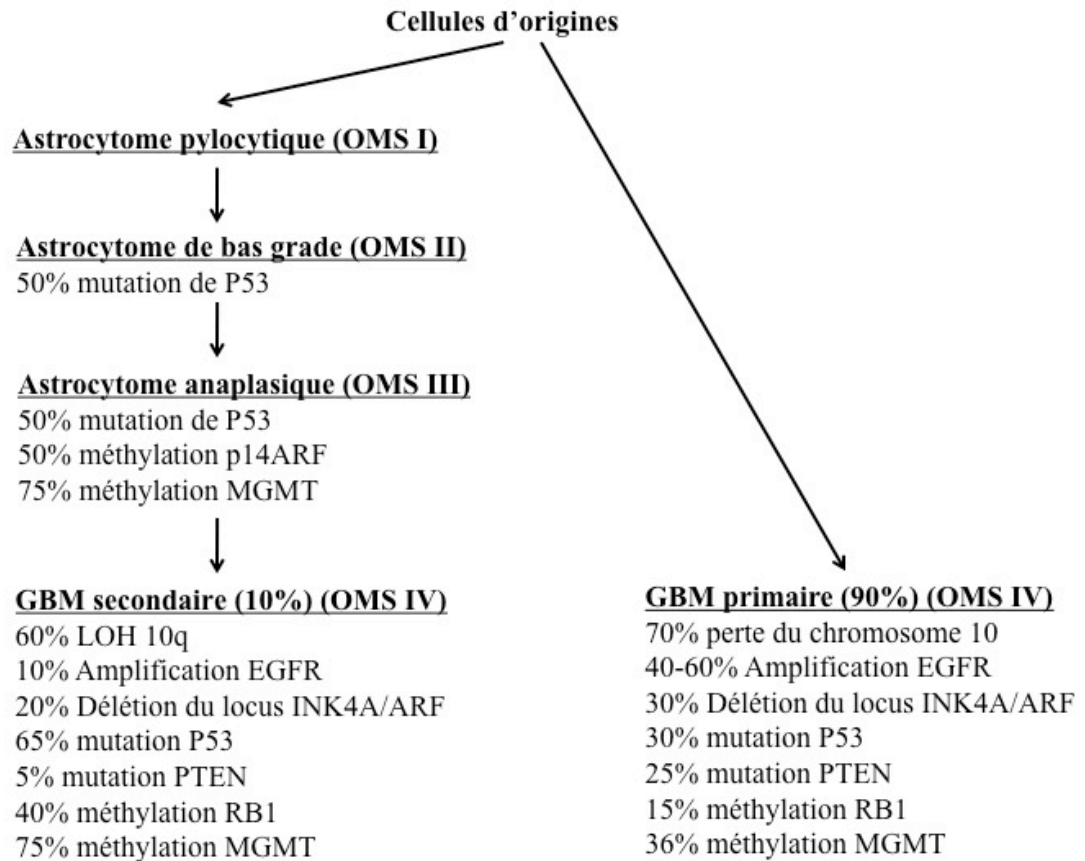 Cellules d'origines
Astrocytome pylocytique (OMS I)
Astrocytome de bas grade (OMS II)
50% mutation de P53
Astrocytome anaplasique (OMS III)
50% mutation de P53
50% méthylation p14ARF
75% méthylation MGMT
GBM secondaire (10%) (OMS IV)
60% LOH 10q
10% Amplification EGFR
20% Délétion du locus INK4A/ARF
65% mutation P53
5% mutation PTEN
40% méthylation RB1
75% méthylation MGMT
GBM primaire (90%) (OMS IV)
70% perte du chromosome 10
40-60% Amplification EGFR
30% Délétion du locus INK4A/ARF
30% mutation P53
25% mutation PTEN
15% méthylation RB1
36% méthylation MGMT